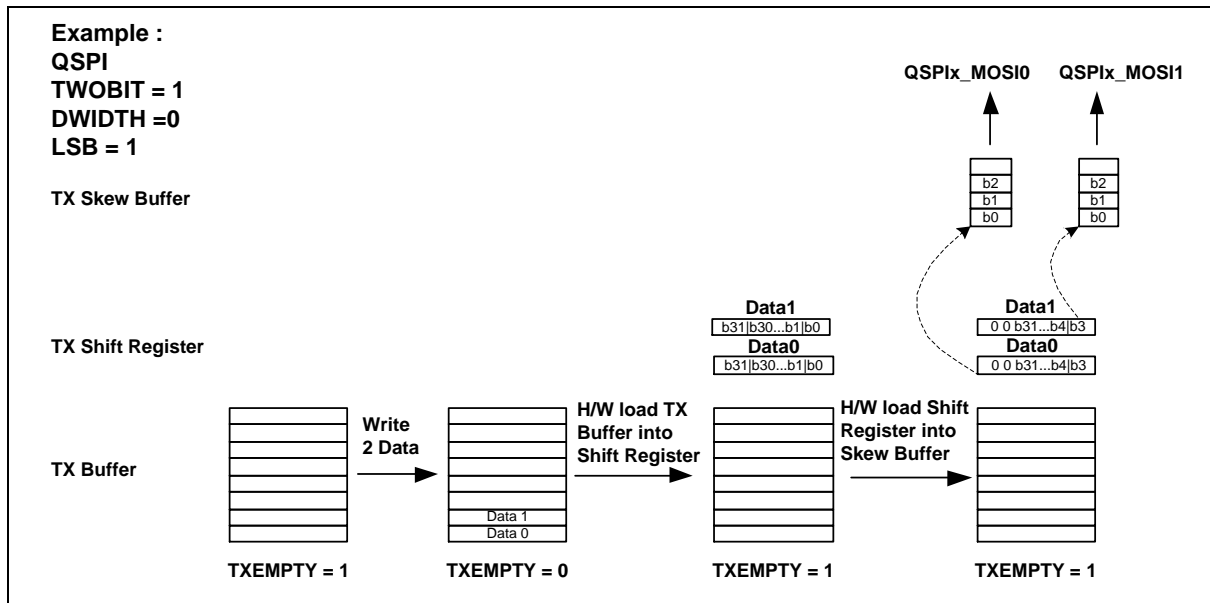 Example :
QSPI
TWOBIT = 1
DWIDTH =0
LSB = 1
QSPIx_MOSI0
QSPIx_MOSI1
TX Skew Buffer
b2
b1
b0
b2
b1
b0
TX Shift Register
Data1
b31|b30...b1|b0
Data0
b31|b30...b1|b0
Data1
0 0 b31...b4|b3
Data0
0 0 b31...b4|b3
TX Buffer
Write
2 Data
Data 1
Data 0
H/W load TX
Buffer into
Shift Register
H/W load Shift
Register into
Skew Buffer
TXEMPTY = 1
TXEMPTY = 0
TXEMPTY = 1
TXEMPTY = 1